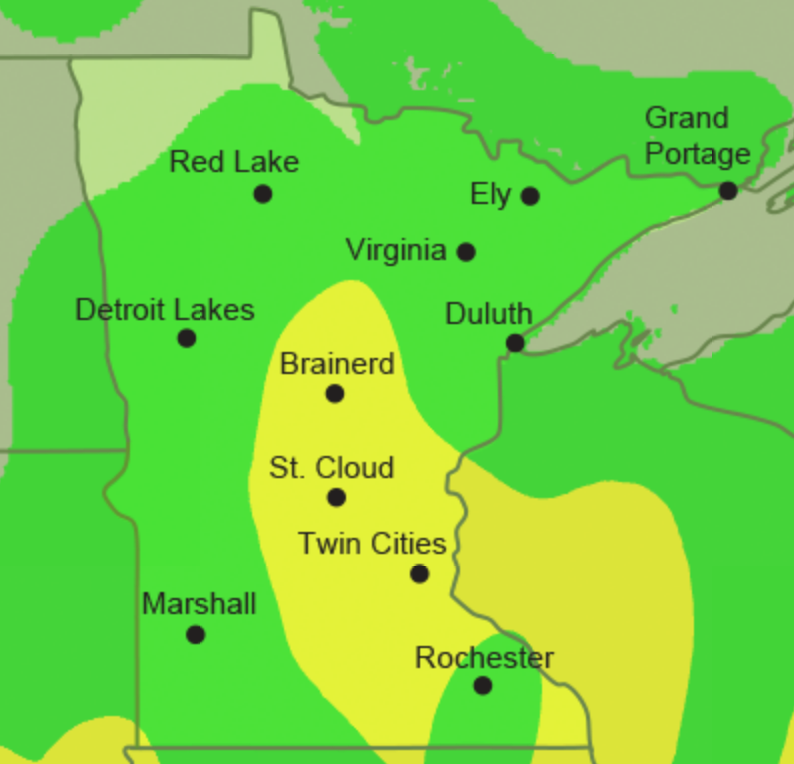 Grand
Portage
Red Lake
Ely
Virginia
Detroit Lakes
Duluth
Brainerd
St. Cloud
Twin Cities
Marshall
Rochester